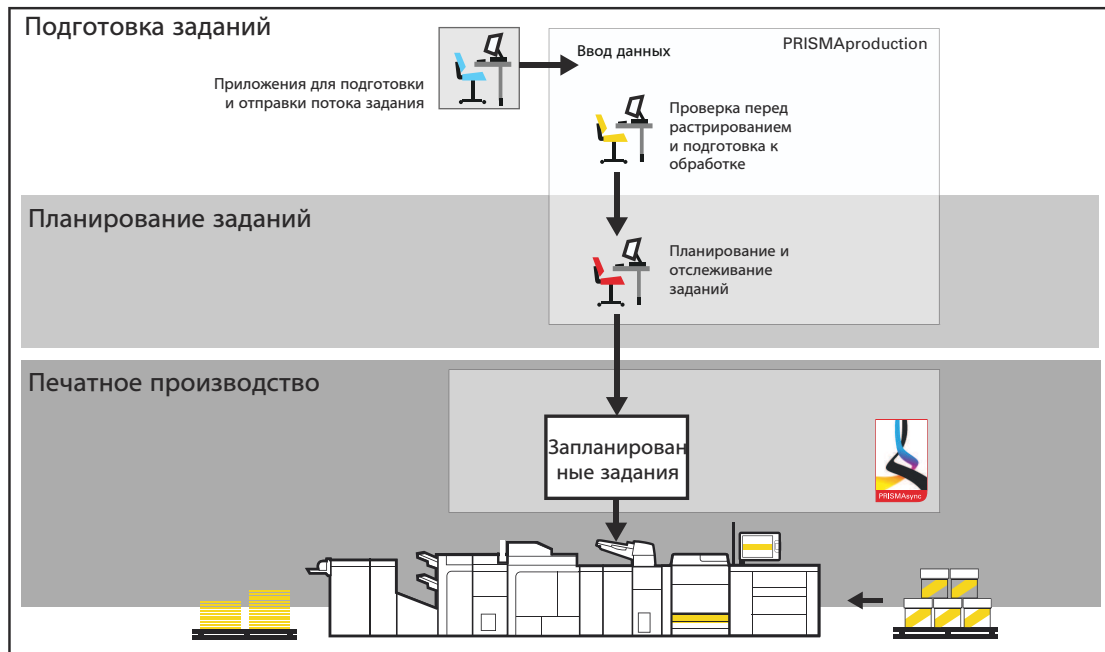 Подготовка заданий
PRISMAproduction
Ввод данных
Приложения для подготовки
и отправки потока задания
Проверка перед
растрированием
и подготовка к
обработке
Планирование заданий
Планирование и
отслеживание
заданий
Печатное производство
Запланирован
ные задания
PRISMAsync